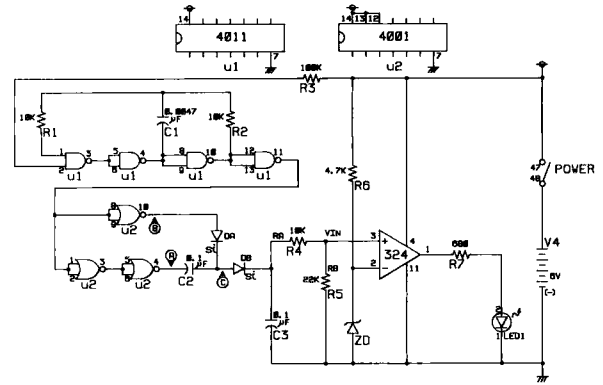 14
4011
7
u1
14 13 12
4001
7
u2
100K
R3
10K
R1
0.0047
µF
C1
10K
R2
1
2
3
u1
5
6
4
u1
8
9
10
u1
12
13
11
u1
4.7K
R6
47
48
POWER
8
9
10
u2
B
DA
Si
RA
10K
R4
VIN
3
+
2
-
324
4
11
1
680
R7
V4
6V
(-)
1
2
3
u2
5
6
4
u2
A
0.1
µF
C2
C
DB
Si
RB
22K
R5
0.1
µF
C3
ZD
2
1
LED1